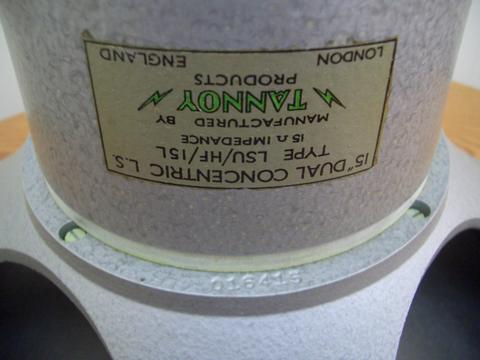 15" DUAL CONCENTRIC L.S.
TYPE LSU/HF/15L
15 Ω IMPEDANCE
MANUFACTURED BY
TANNOY
PRODUCTS
LONDON ENGLAND
016415